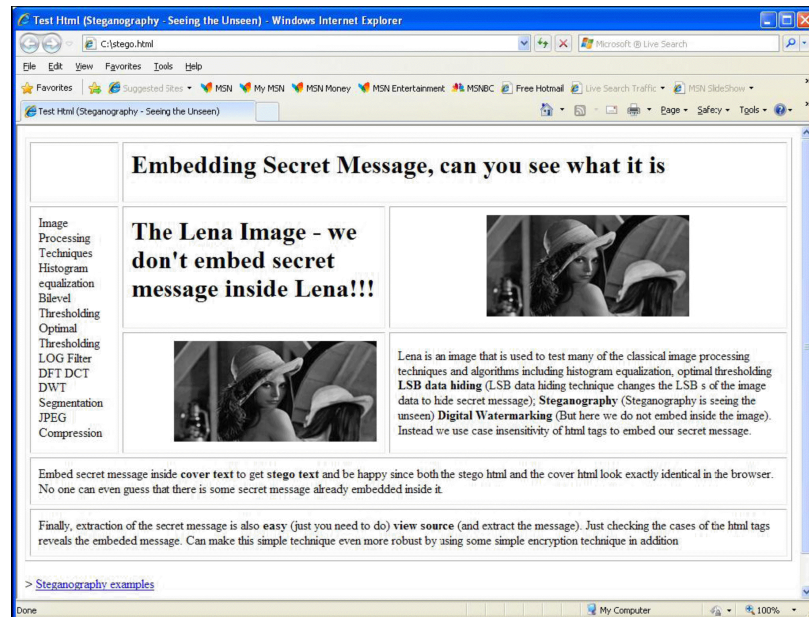 Test Html (Steganography - Seeing the Unseen) - Windows Internet Explorer
C:\stego.html
Microsoft ® Live Search
File Edit View Favorites Tools Help
Favorites Suggested Sites MSN My MSN MSN Money MSN Entertainment MSNBC Free Hotmail Live Search Traffic MSN SlideShow
Test Html (Steganography - Seeing the Unseen)
Page Safety Tools
Embedding Secret Message, can you see what it is
Image
Processing
Techniques
Histogram
equalization
Bilevel
Thresholding
Optimal
Thresholding
LOG Filter
DFT DCT
DWT
Segmentation
JPEG
Compression
The Lena Image - we
don't embed secret
message inside Lena!!!
Lena is an image that is used to test many of the classical image processing
techniques and algorithms including histogram equalization, optimal thresholding
LSB data hiding (LSB data hiding technique changes the LSB s of the image
data to hide secret message); Steganography (Steganography is seeing the
unseen) Digital Watermarking (But here we do not embed inside the image).
Instead we use case insensitivity of html tags to embed our secret message.
Embed secret message inside cover text to get stego text and be happy since both the stego html and the cover html look exactly identical in the browser.
No one can even guess that there is some secret message already embedded inside it.
Finally, extraction of the secret message is also easy (just you need to do) view source (and extract the message). Just checking the cases of the html tags
reveals the embeded message. Can make this simple technique even more robust by using some simple encryption technique in addition
> Steganography examples
Done My Computer 100%